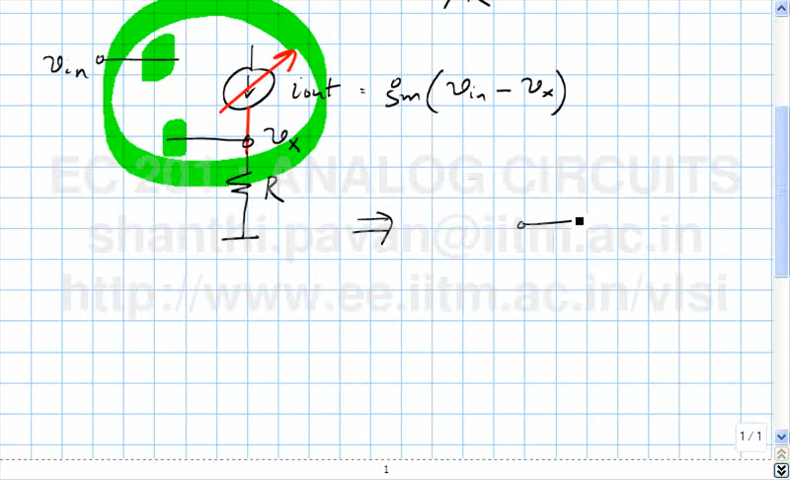 v_in
i_out = g_m (v_in - v_x)
v_x
EC 201 ANALOG CIRCUITS
R
⇒
shanthi.pavan@iitm.ac.in
http://www.ee.iitm.ac.in/vlsi
1 / 1
1